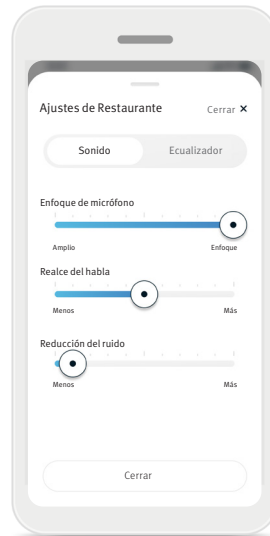 Ajustes de Restaurante Cerrar ×
Sonido Ecualizador
Enfoque de micrófono
Amplio Enfoque
Realce del habla
Menos Más
Reducción del ruido
Menos Más
Cerrar